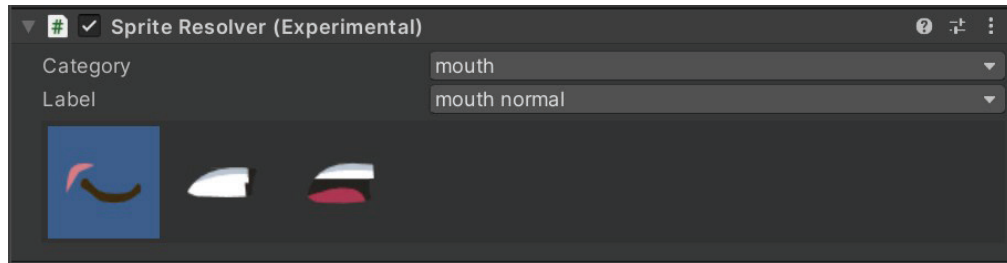 Sprite Resolver (Experimental)
Category mouth
Label mouth normal